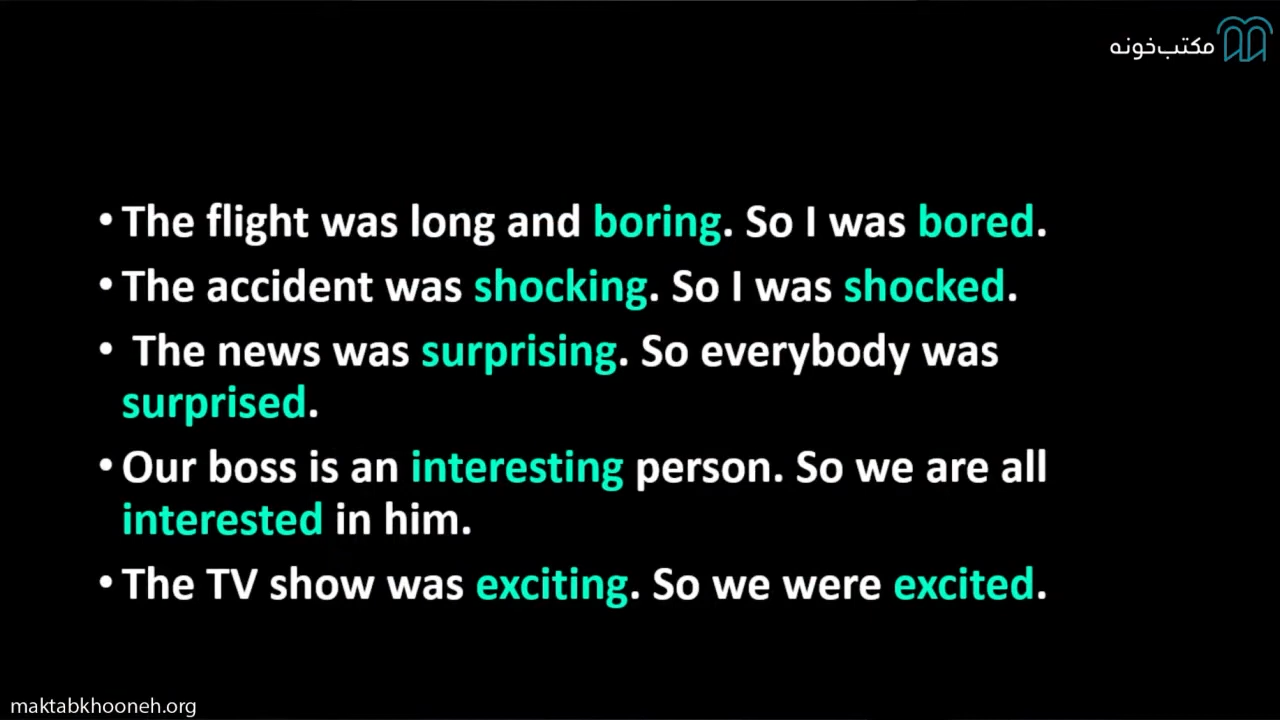 مکتب‌خونه
• The flight was long and boring. So I was bored.
• The accident was shocking. So I was shocked.
• The news was surprising. So everybody was
surprised.
• Our boss is an interesting person. So we are all
interested in him.
• The TV show was exciting. So we were excited.
maktabkhooneh.org